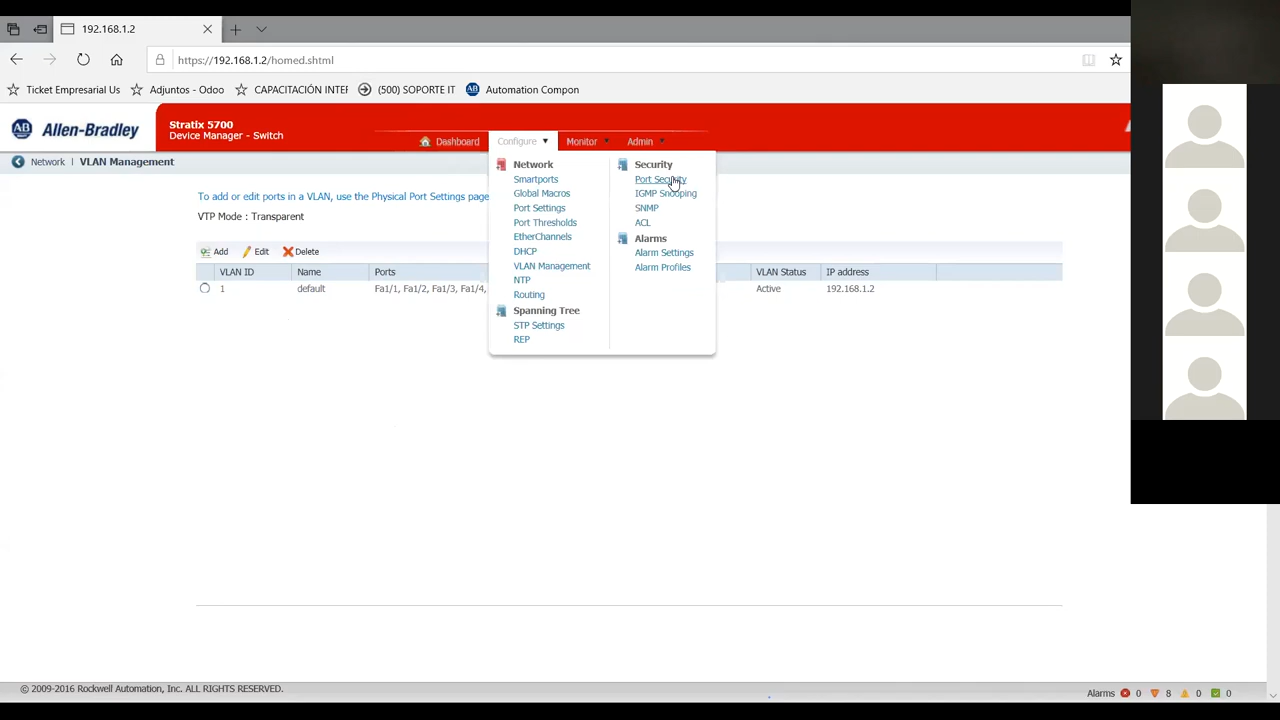 192.168.1.2
https://192.168.1.2/homed.shtml
Ticket Empresarial Us Adjuntos - Odoo CAPACITACIÓN INTEF (500) SOPORTE IT Automation Compon
AB Allen-Bradley
Stratix 5700
Device Manager - Switch
Dashboard Configure Monitor Admin
Network | VLAN Management
To add or edit ports in a VLAN, use the Physical Port Settings page
VTP Mode : Transparent
Add Edit Delete
VLAN ID Name Ports VLAN Status IP address
1 default Fa1/1, Fa1/2, Fa1/3, Fa1/4, Active 192.168.1.2
Network
Smartports
Global Macros
Port Settings
Port Thresholds
EtherChannels
DHCP
VLAN Management
NTP
Routing
Spanning Tree
STP Settings
REP
Security
Port Security
IGMP Snooping
SNMP
ACL
Alarms
Alarm Settings
Alarm Profiles
© 2009-2016 Rockwell Automation, Inc. ALL RIGHTS RESERVED.
Alarms 0 8 0 0